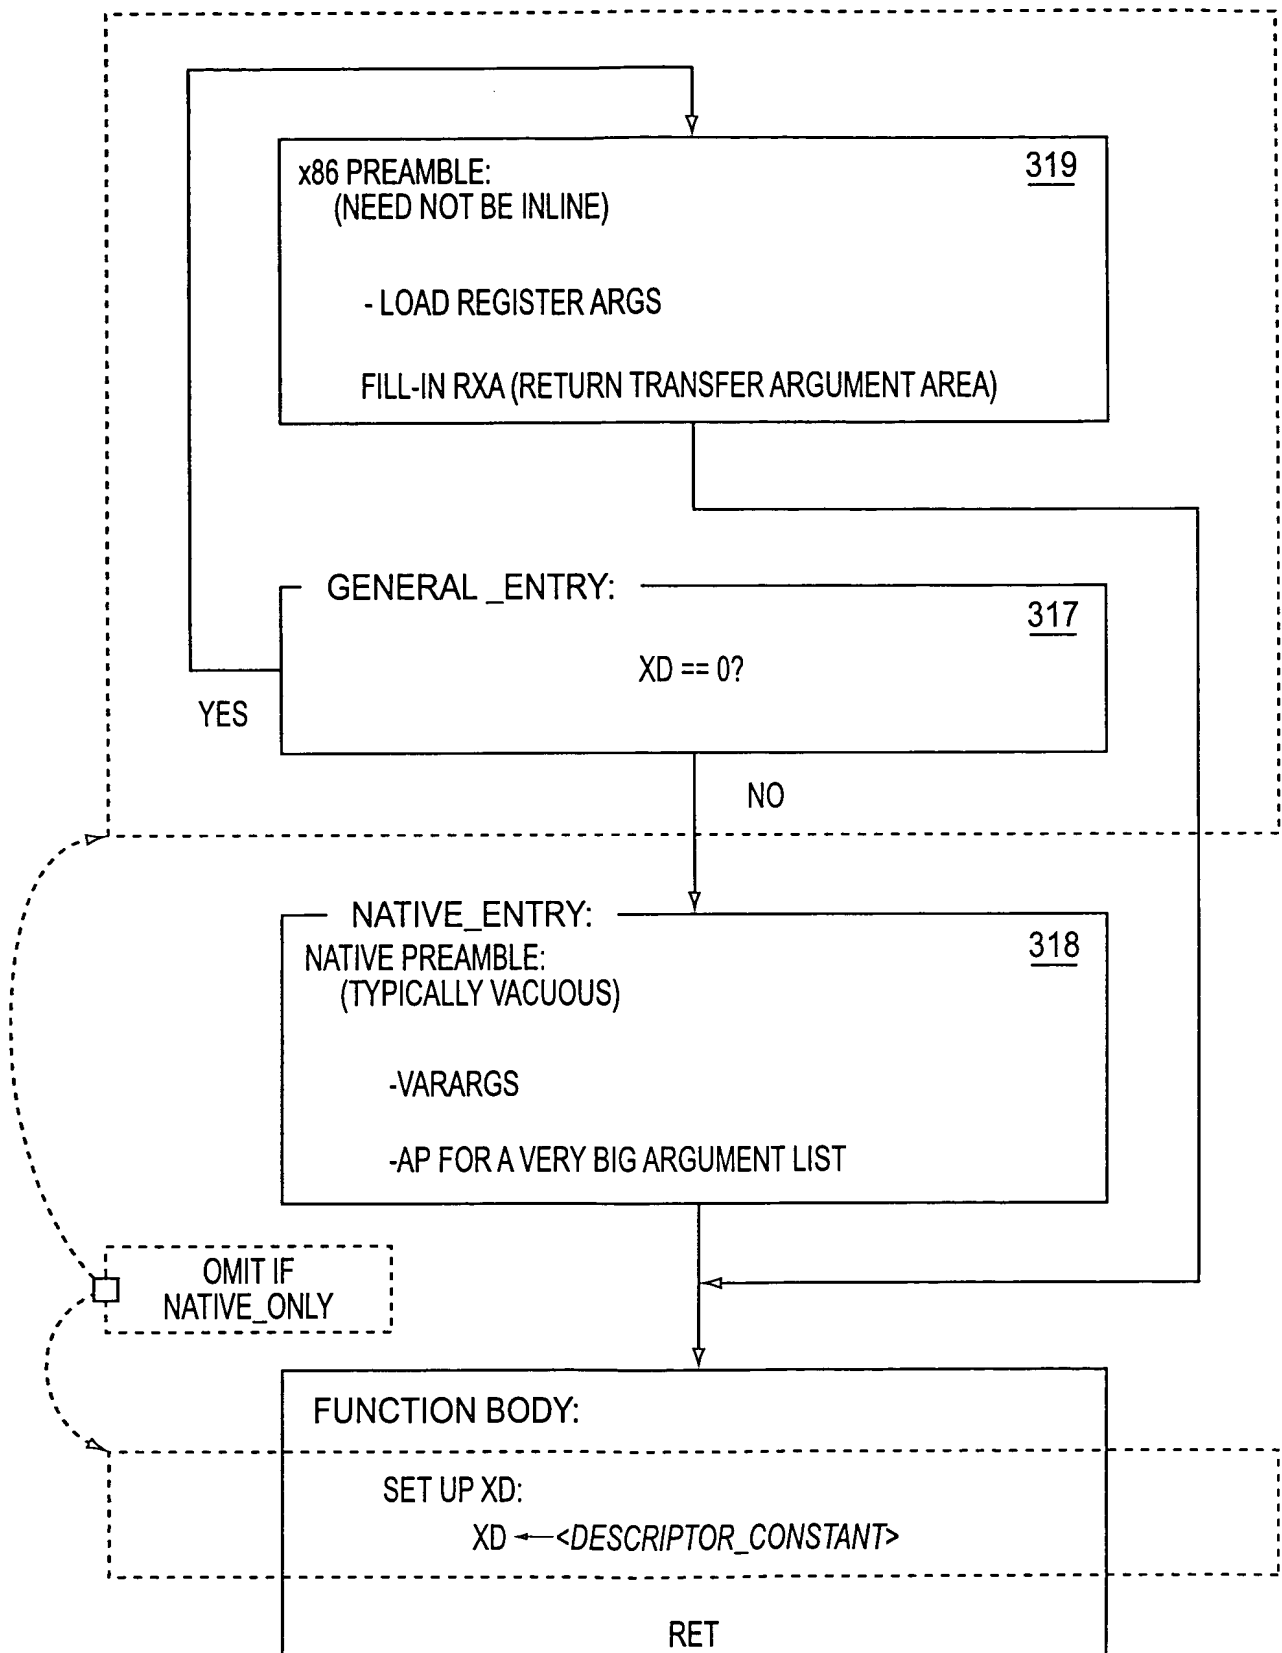 x86 PREAMBLE:
319
(NEED NOT BE INLINE)
- LOAD REGISTER ARGS
FILL-IN RXA (RETURN TRANSFER ARGUMENT AREA)
GENERAL _ENTRY:
317
XD == 0?
YES
NO
NATIVE_ENTRY:
318
NATIVE PREAMBLE:
(TYPICALLY VACUOUS)
-VARARGS
-AP FOR A VERY BIG ARGUMENT LIST
OMIT IF
NATIVE_ONLY
FUNCTION BODY:
SET UP XD:
XD ←<DESCRIPTOR_CONSTANT>
RET